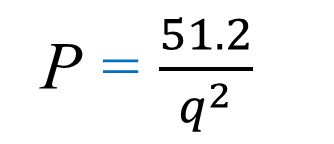 P = 51.2 / q²